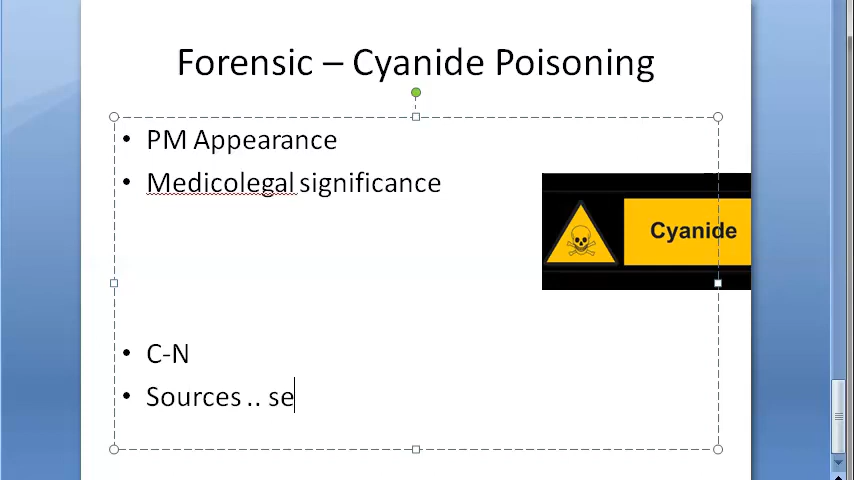 Forensic – Cyanide Poisoning
• PM Appearance
• Medicolegal significance
Cyanide
• C-N
• Sources .. se